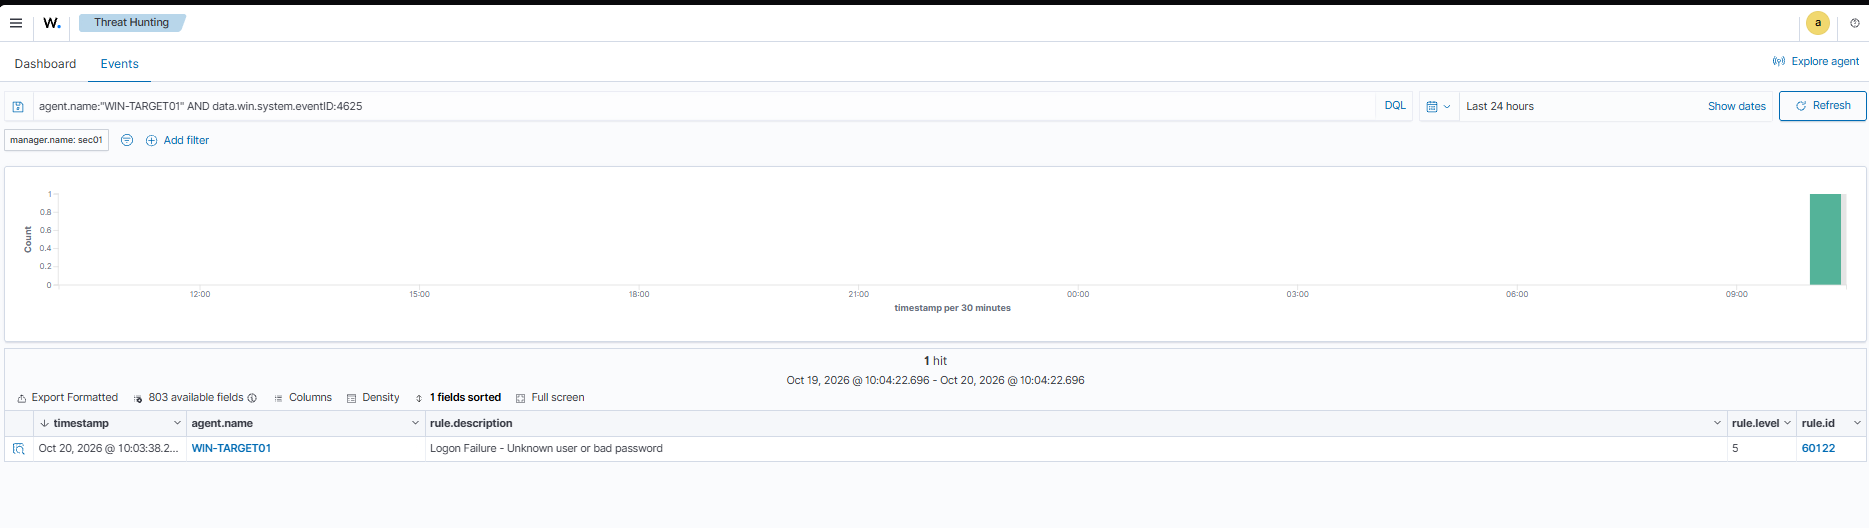 W. Threat Hunting a
Dashboard Events Explore agent
agent.name:"WIN-TARGET01" AND data.win.system.eventID:4625 DQL Last 24 hours Show dates Refresh
manager.name: sec01 Add filter
1
0.8
0.6
0.4
0.2
0
Count
12:00 15:00 18:00 21:00 00:00 03:00 06:00 09:00
timestamp per 30 minutes
1 hit
Oct 19, 2026 @ 10:04:22.696 - Oct 20, 2026 @ 10:04:22.696
Export Formatted 803 available fields Columns Density 1 fields sorted Full screen
timestamp agent.name rule.description rule.level rule.id
Oct 20, 2026 @ 10:03:38.2... WIN-TARGET01 Logon Failure - Unknown user or bad password 5 60122